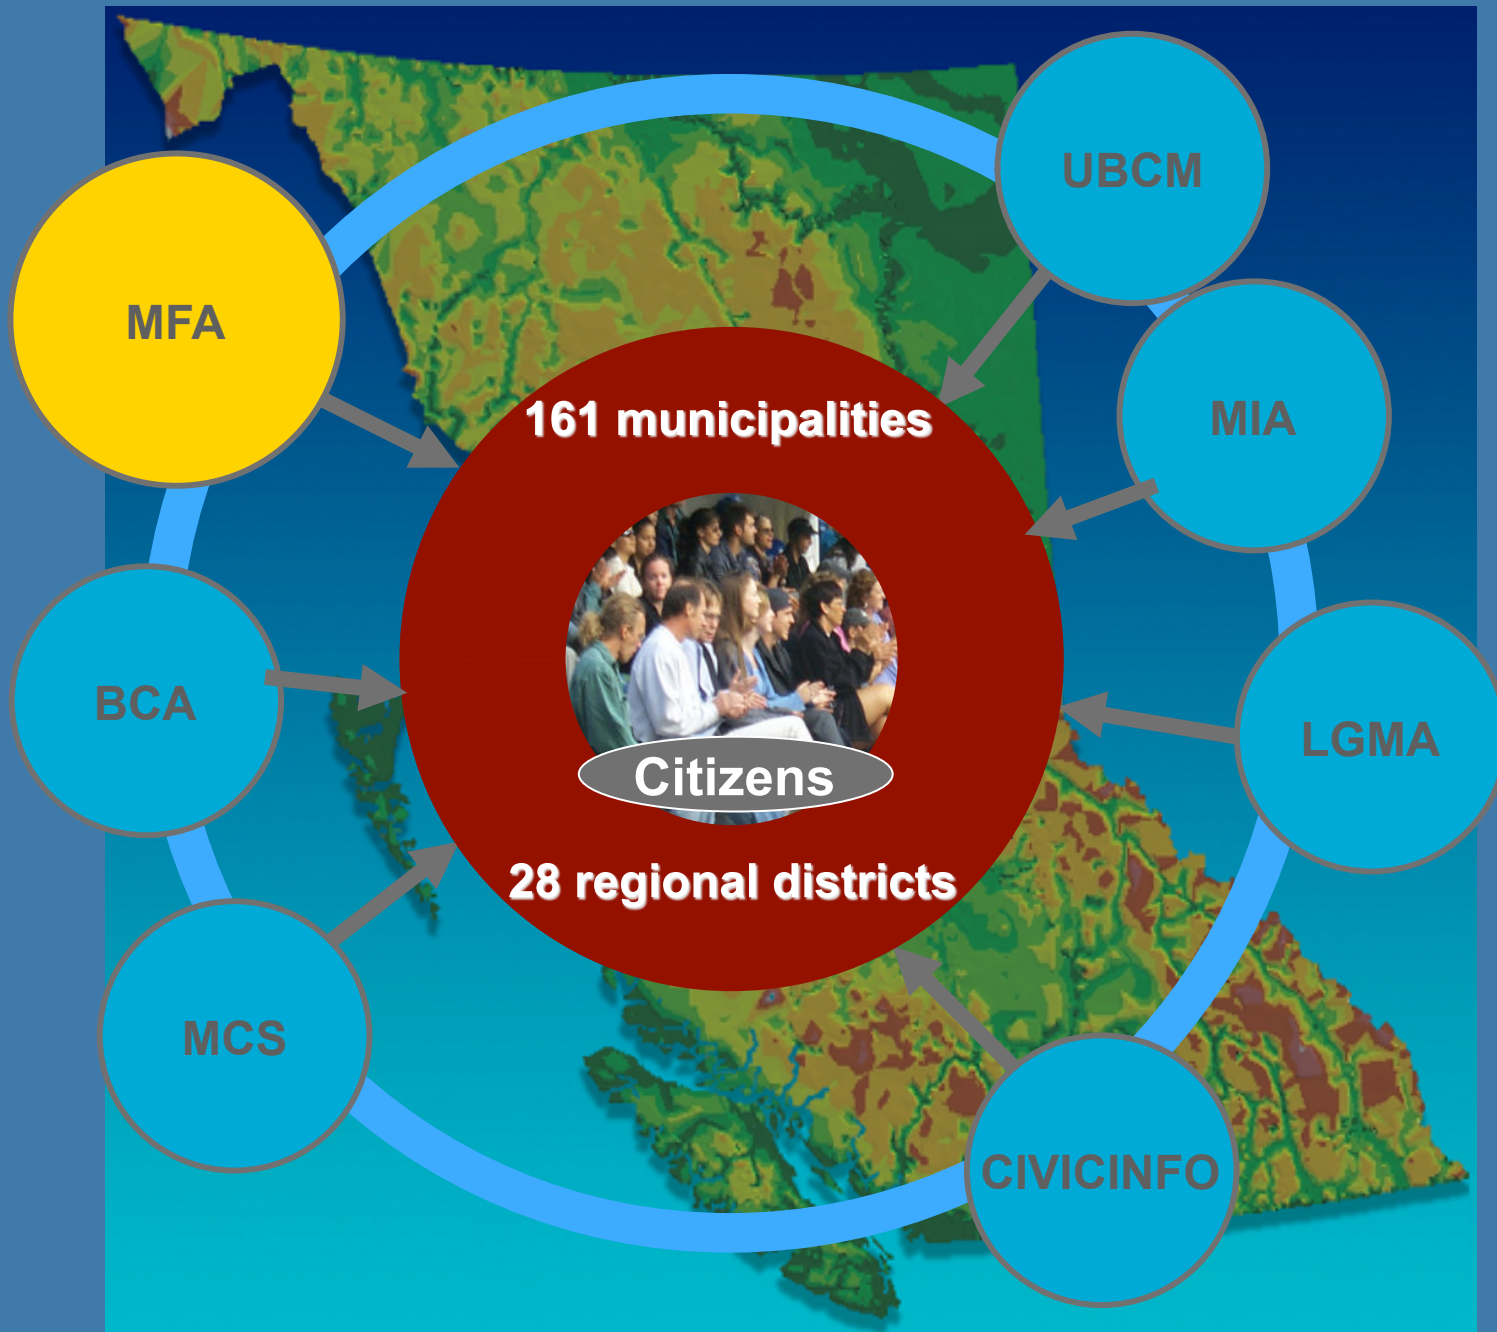 UBCM
MFA
161 municipalities
MIA
BCA
Citizens
LGMA
28 regional districts
MCS
CIVICINFO